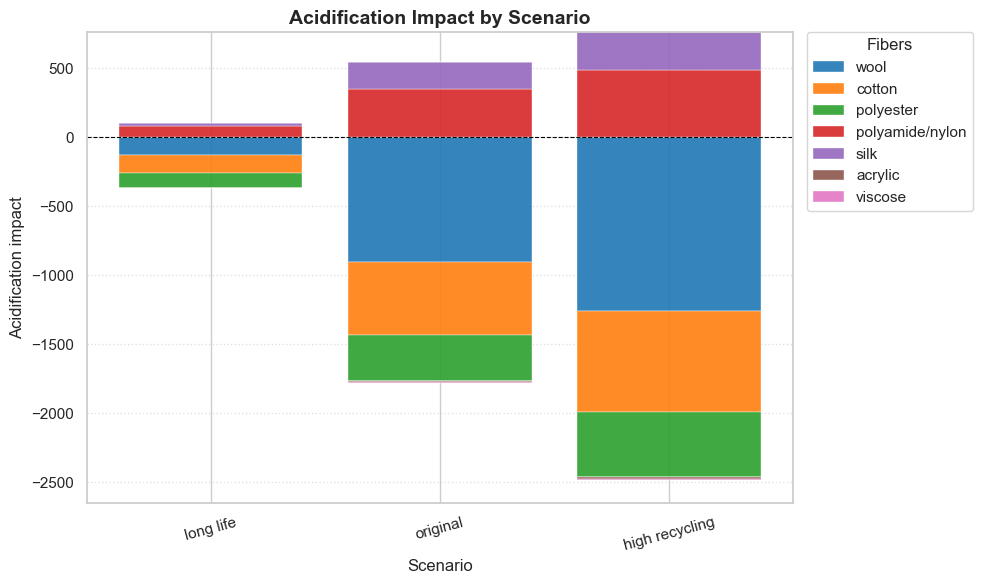 Acidification Impact by Scenario
Fibers
wool
cotton
polyester
polyamide/nylon
silk
acrylic
viscose
Acidification impact
500
0
−500
−1000
−1500
−2000
−2500
long life
original
high recycling
Scenario